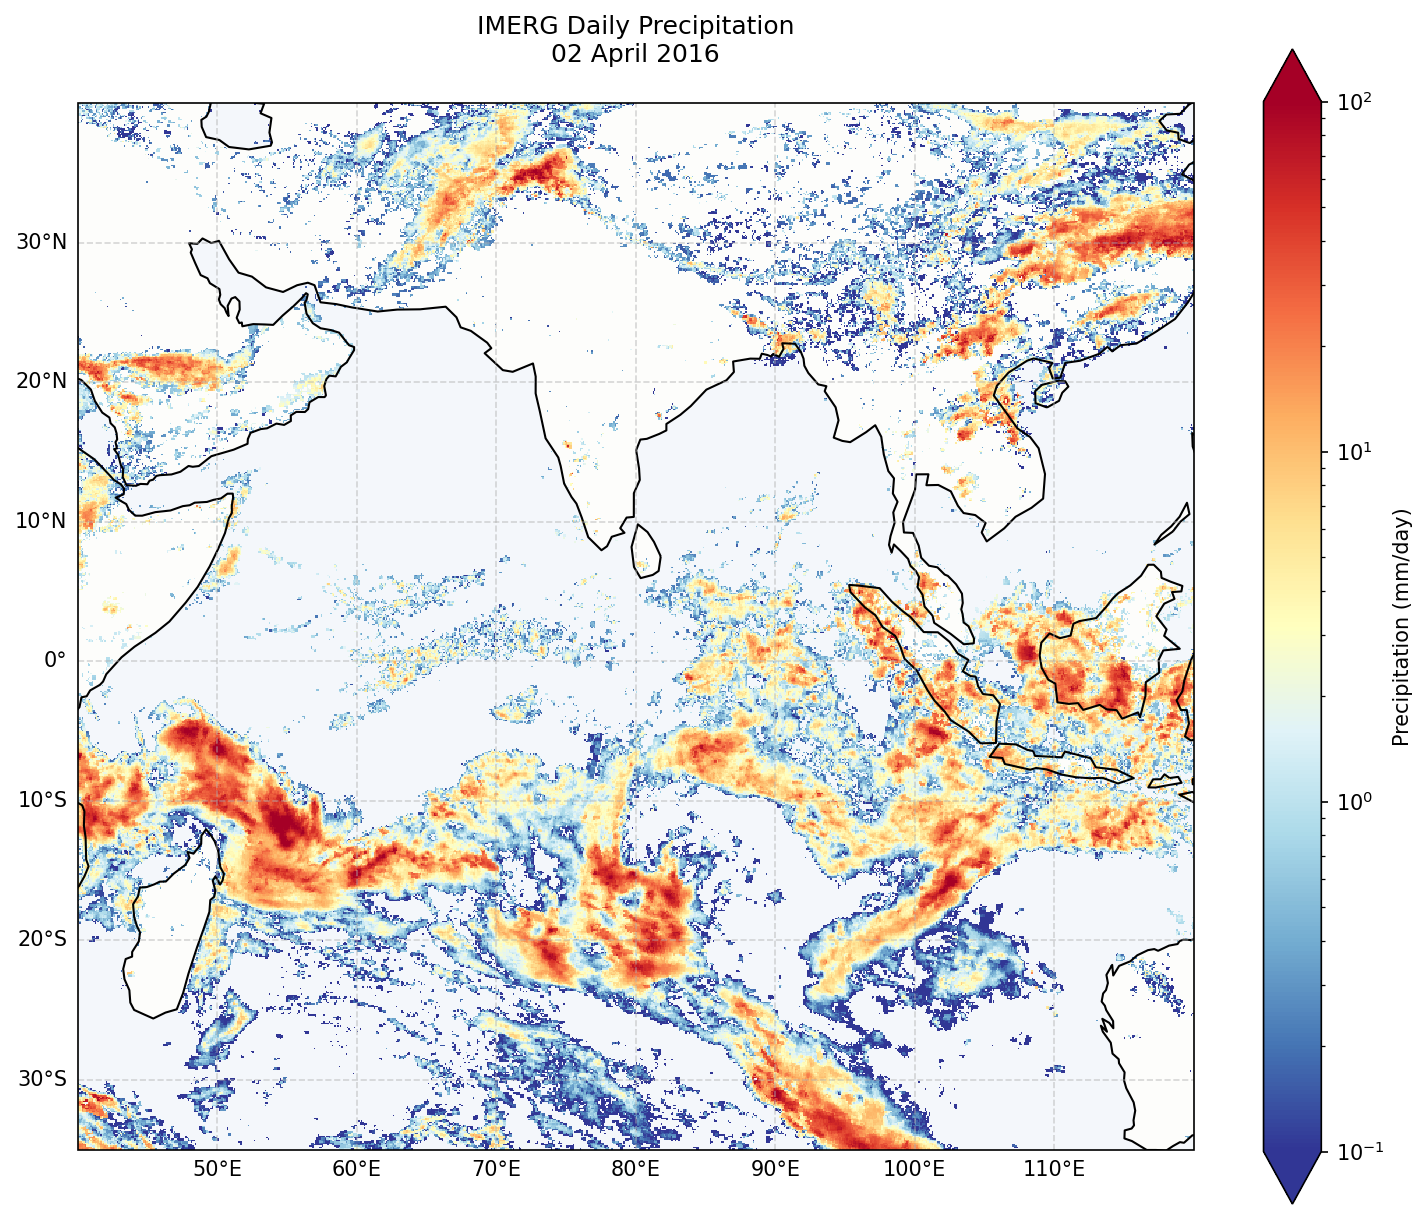 IMERG Daily Precipitation
02 April 2016
30°N
20°N
10°N
0°
10°S
20°S
30°S
50°E 60°E 70°E 80°E 90°E 100°E 110°E
10²
10¹
10⁰
10⁻¹
Precipitation (mm/day)